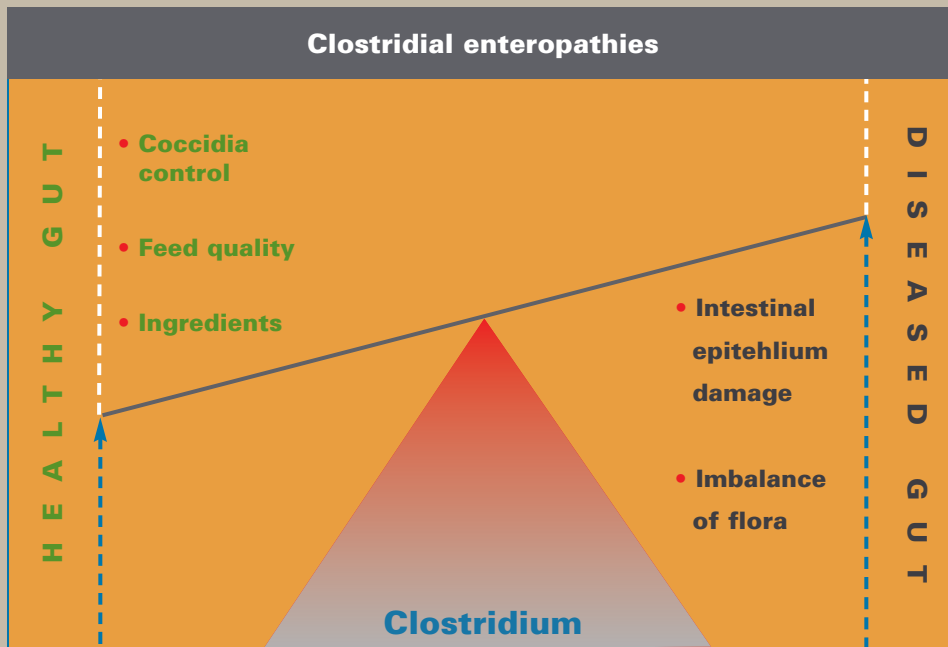 Clostridial enteropathies
HEALTHY GUT
• Coccidia
control
• Feed quality
• Ingredients
• Intestinal
epitehlium
damage
• Imbalance
of flora
DISEASED GUT
Clostridium